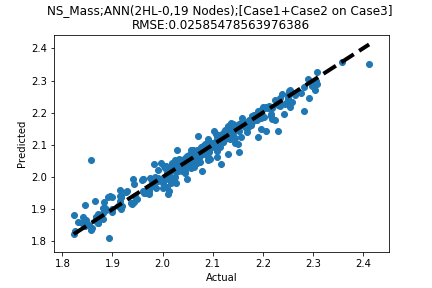 NS_Mass;ANN(2HL-0,19 Nodes);[Case1+Case2 on Case3]
RMSE:0.02585478563976386
2.4
2.3
2.2
2.1
2.0
1.9
1.8
Predicted
1.8 1.9 2.0 2.1 2.2 2.3 2.4
Actual